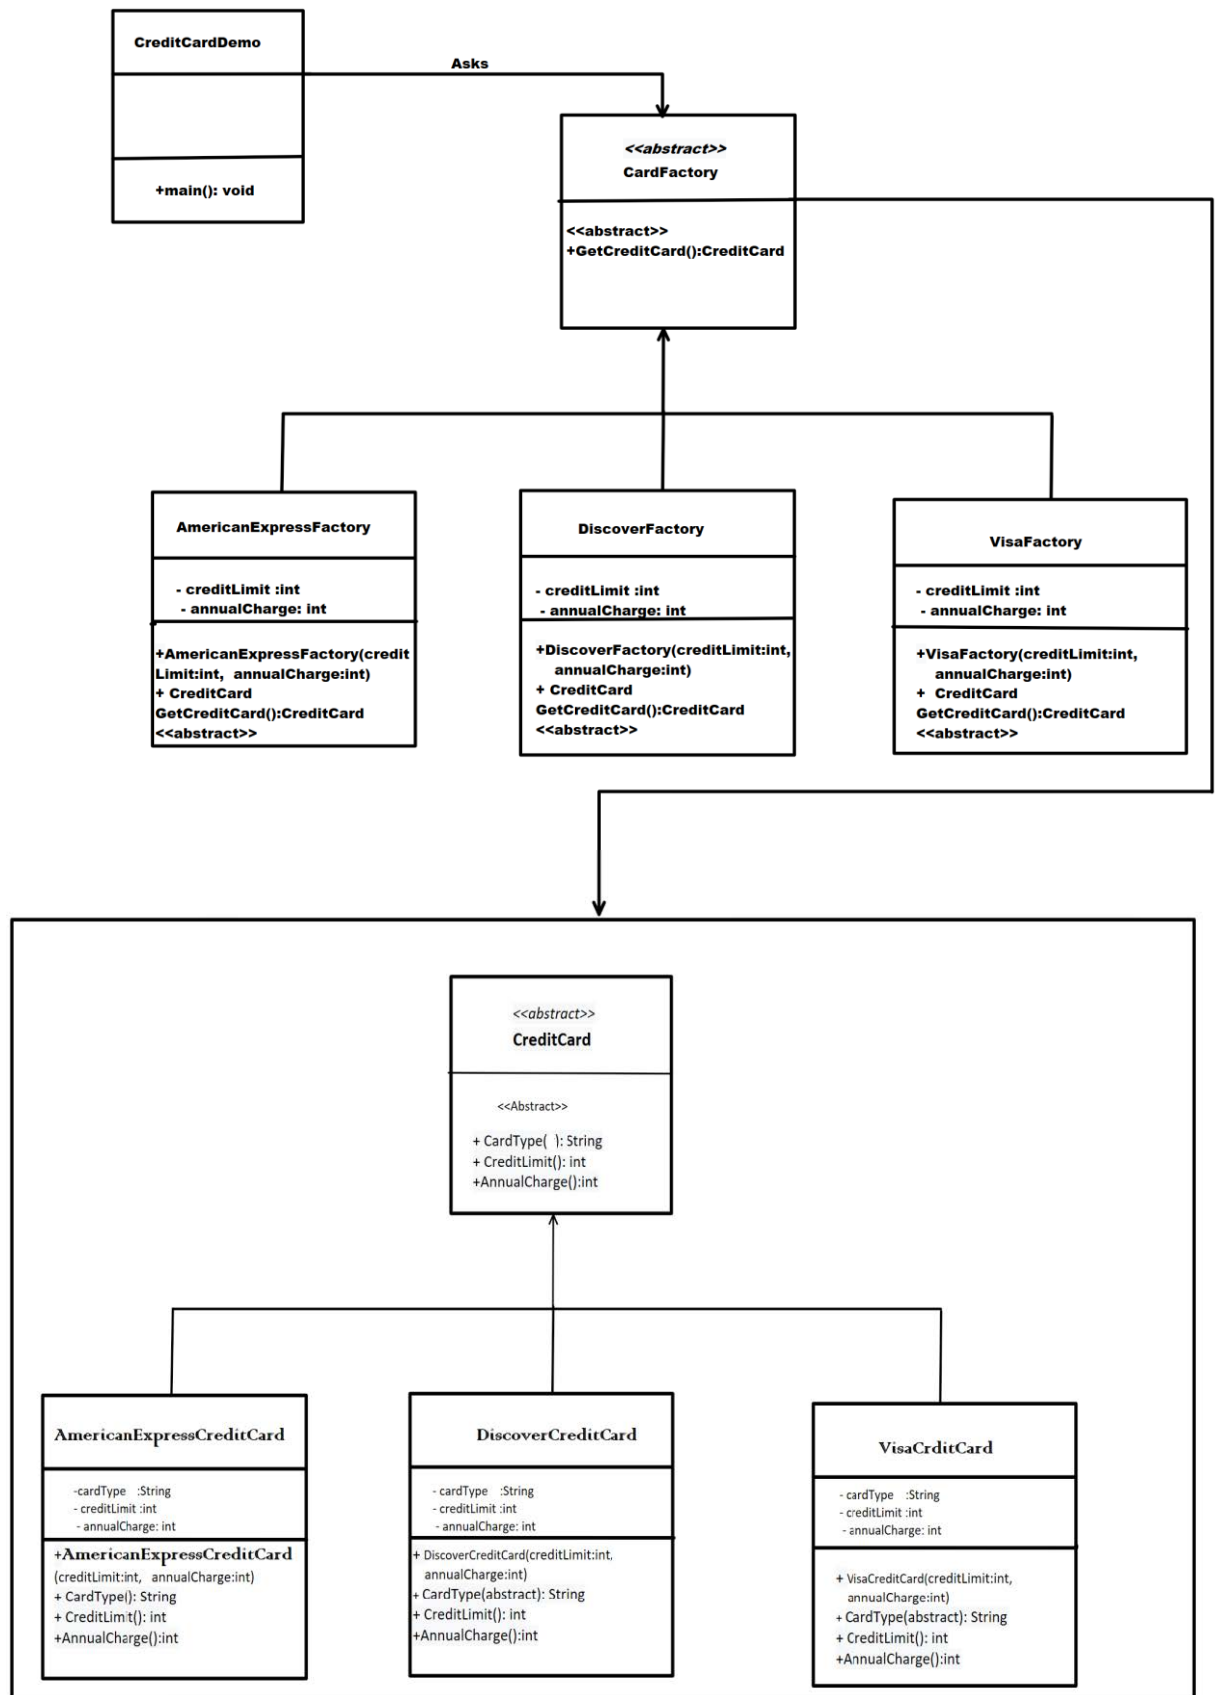 CreditCardDemo
+main(): void
Asks
<<abstract>>
CardFactory
<<abstract>>
+GetCreditCard():CreditCard
AmericanExpressFactory
- creditLimit :int
- annualCharge: int
+AmericanExpressFactory(credit
Limit:int, annualCharge:int)
+ CreditCard
GetCreditCard():CreditCard
<<abstract>>
DiscoverFactory
- creditLimit :int
- annualCharge: int
+DiscoverFactory(creditLimit:int,
annualCharge:int)
+ CreditCard
GetCreditCard():CreditCard
<<abstract>>
VisaFactory
- creditLimit :int
- annualCharge: int
+VisaFactory(creditLimit:int,
annualCharge:int)
+ CreditCard
GetCreditCard():CreditCard
<<abstract>>
<<abstract>>
CreditCard
<<Abstract>>
+ CardType( ): String
+ CreditLimit(): int
+AnnualCharge():int
AmericanExpressCreditCard
-cardType :String
- creditLimit :int
- annualCharge: int
+AmericanExpressCreditCard
(creditLimit:int, annualCharge:int)
+ CardType(): String
+ CreditLimit(): int
+AnnualCharge():int
DiscoverCreditCard
- cardType :String
- creditLimit :int
- annualCharge: int
+ DiscoverCreditCard(creditLimit:int,
annualCharge:int)
+ CardType(abstract): String
+ CreditLimit(): int
+AnnualCharge():int
VisaCrditCard
- cardType :String
- creditLimit :int
- annualCharge: int
+ VisaCreditCard(creditLimit:int,
annualCharge:int)
+ CardType(abstract): String
+ CreditLimit(): int
+AnnualCharge():int